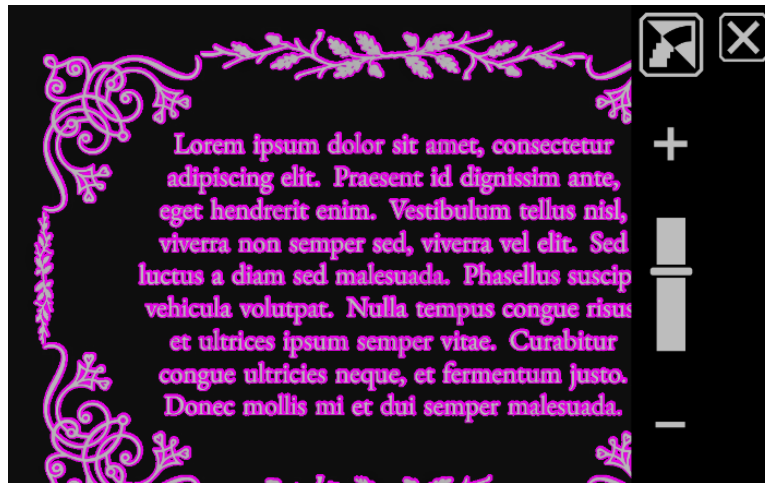 Lorem ipsum dolor sit amet, consectetur
adipiscing elit. Praesent id dignissim ante,
eget hendrerit enim. Vestibulum tellus nisl,
viverra non semper sed, viverra vel elit. Sed
luctus a diam sed malesuada. Phasellus suscip
vehicula volutpat. Nulla tempus congue risus
et ultrices ipsum semper vitae. Curabitur
congue ultricies neque, et fermentum justo.
Donec mollis mi et dui semper malesuada.